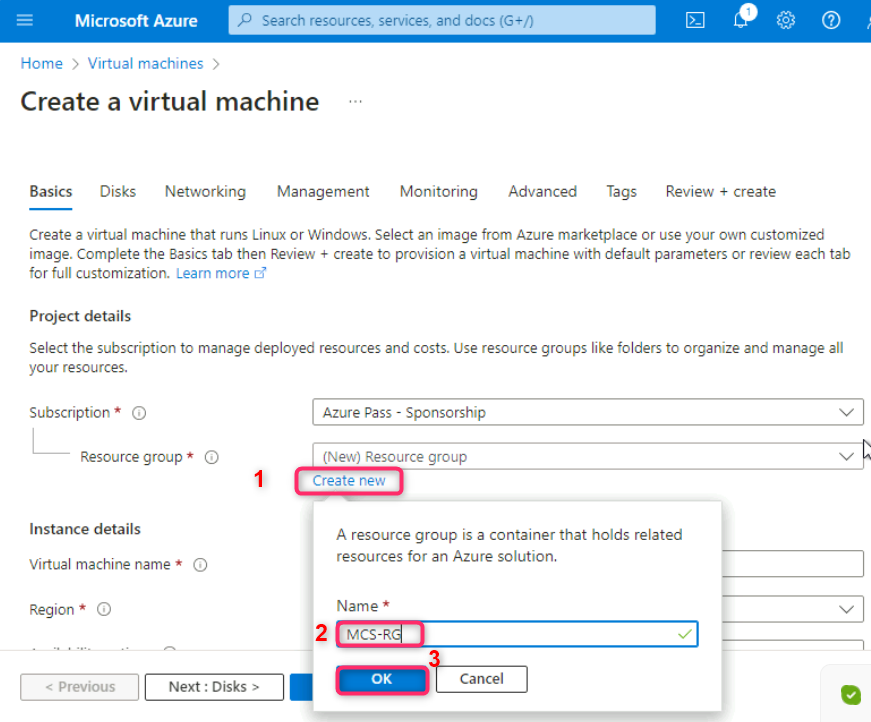 Microsoft Azure
Search resources, services, and docs (G+/)
1
Home > Virtual machines >
Create a virtual machine ...
Basics Disks Networking Management Monitoring Advanced Tags Review + create
Create a virtual machine that runs Linux or Windows. Select an image from Azure marketplace or use your own customized
image. Complete the Basics tab then Review + create to provision a virtual machine with default parameters or review each tab
for full customization. Learn more
Project details
Select the subscription to manage deployed resources and costs. Use resource groups like folders to organize and manage all
your resources.
Subscription *
Azure Pass - Sponsorship
Resource group *
(New) Resource group
1
Create new
A resource group is a container that holds related
resources for an Azure solution.
Name *
2
MCS-RG
3
OK
Cancel
Instance details
Virtual machine name *
Region *
< Previous
Next : Disks >